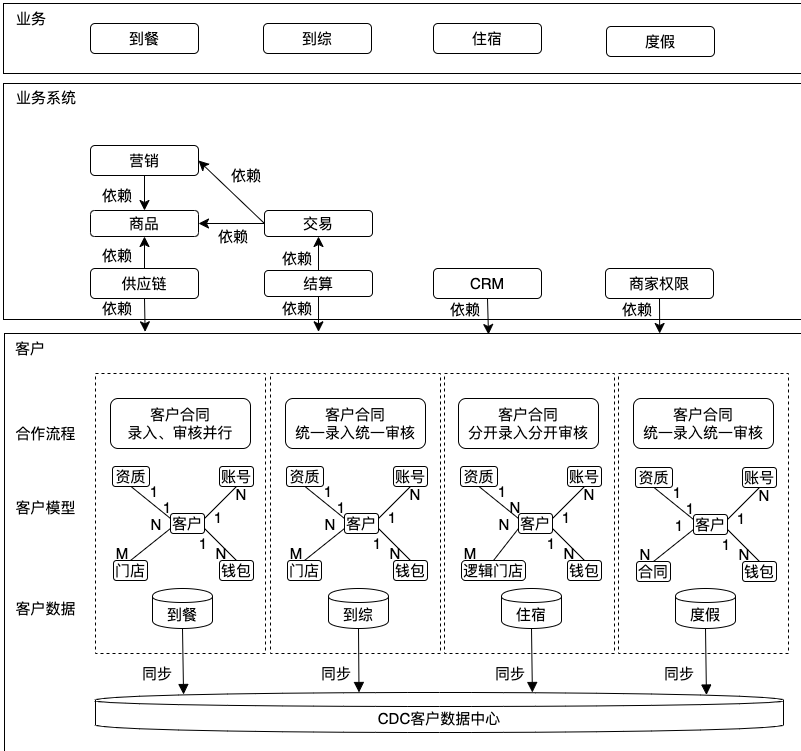 业务
到餐
到综
住宿
度假
业务系统
营销
依赖
依赖
商品
依赖
交易
依赖
依赖
供应链
结算
CRM
商家权限
依赖
依赖
依赖
依赖
客户
合作流程
客户合同
录入、审核并行
客户合同
统一录入统一审核
客户合同
分开录入分开审核
客户合同
统一录入统一审核
客户模型
资质
账号
1
N
1
1
N
客户
1
M
N
门店
钱包
资质
账号
1
N
1
1
N
客户
1
M
N
门店
钱包
资质
账号
1
N
N
1
N
客户
1
M
N
逻辑门店
钱包
资质
账号
1
N
1
1
1
客户
1
N
N
合同
钱包
客户数据
到餐
到综
住宿
度假
同步
同步
同步
同步
CDC客户数据中心